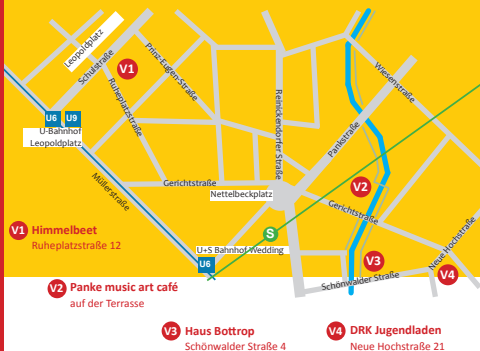 Leopoldplatz
Schulstraße
V1
Prinz-Eugen-Straße
Ruheplatzstraße
Wiesenstraße
Reinickendorfer Straße
Pankstraße
U6 U9
U-Bahnhof
Leopoldplatz
Müllerstraße
Gerichtstraße
Nettelbeckplatz
V2
Gerichtstraße
V1 Himmelbeet
Ruheplatzstraße 12
S
U+S Bahnhof Wedding
U6
V3
Neue Hochstraße
V4
Schönwalder Straße
V2 Panke music art café
auf der Terrasse
V3 Haus Bottrop
Schönwalder Straße 4
V4 DRK Jugendladen
Neue Hochstraße 21